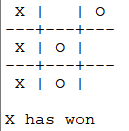 X |   | O
---+---+---
X | O |
---+---+---
X | O |
X has won